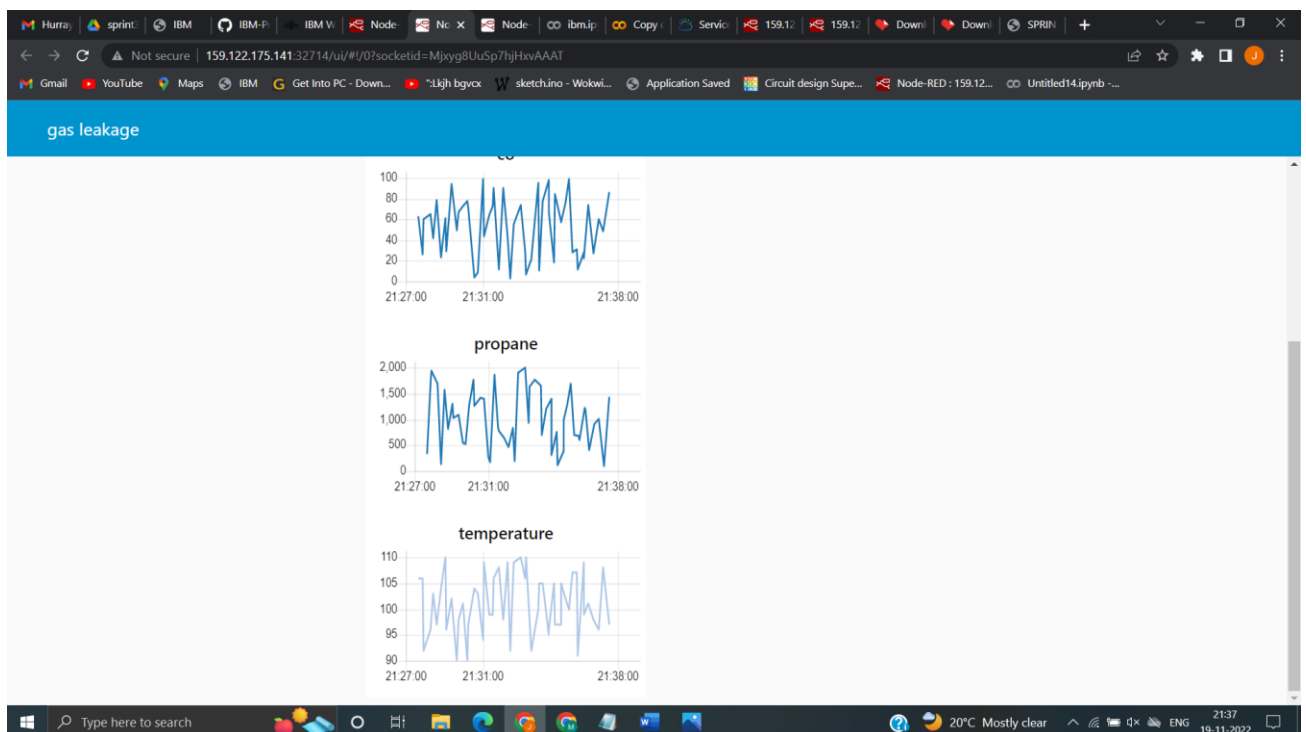 Hurray sprint IBM IBM-P IBM W Node- Nc Node- ibm.ip Copy Service 159.12 159.12 Downl Downl SPRIN
Not secure 159.122.175.141:32714/ui/#!/0?socketid=Mjxyg8UuSp7hjHxvAAAT
J
Gmail YouTube Maps IBM Get Into PC - Down... ":Lkjh bgvcx sketch.ino - Wokwi... Application Saved Circuit design Supe... Node-RED : 159.12... Untitled14.ipynb -...
gas leakage
100
80
60
40
20
0
21:27:00 21:31:00 21:38:00
propane
2,000
1,500
1,000
500
0
21:27:00 21:31:00 21:38:00
temperature
110
105
100
95
90
21:27:00 21:31:00 21:38:00
Type here to search 20°C Mostly clear ENG 21:37
19-11-2022